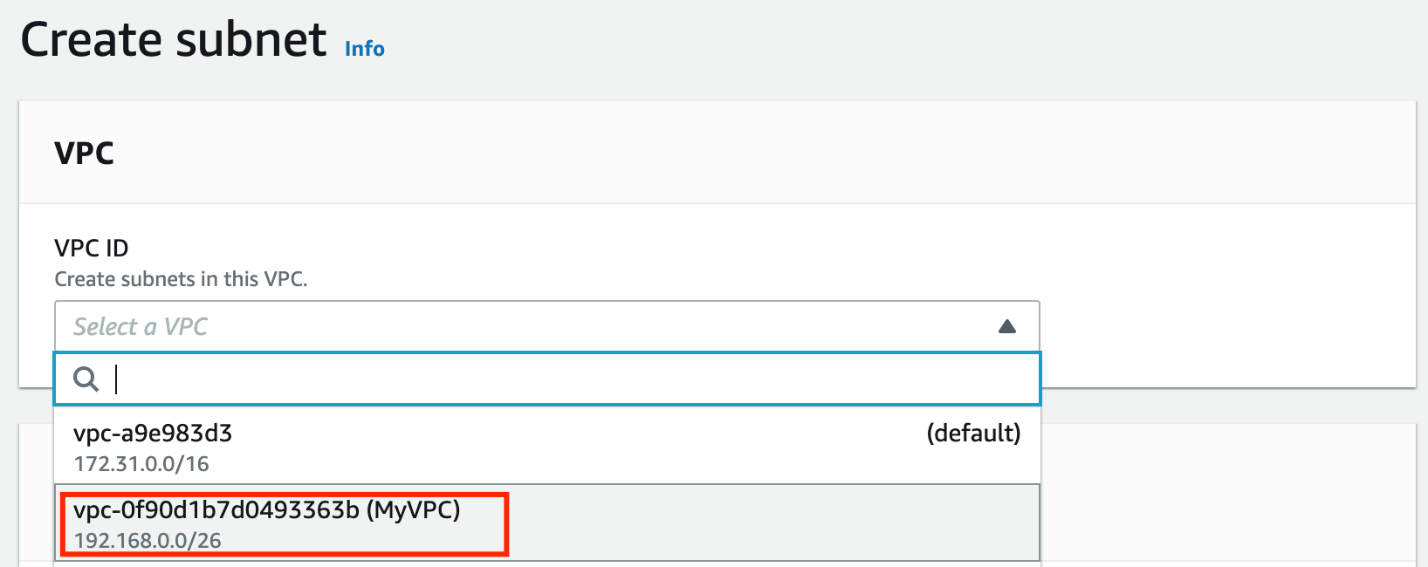 Create subnet Info
VPC
VPC ID
Create subnets in this VPC.
Select a VPC
vpc-a9e983d3 (default)
172.31.0.0/16
vpc-0f90d1b7d0493363b (MyVPC)
192.168.0.0/26